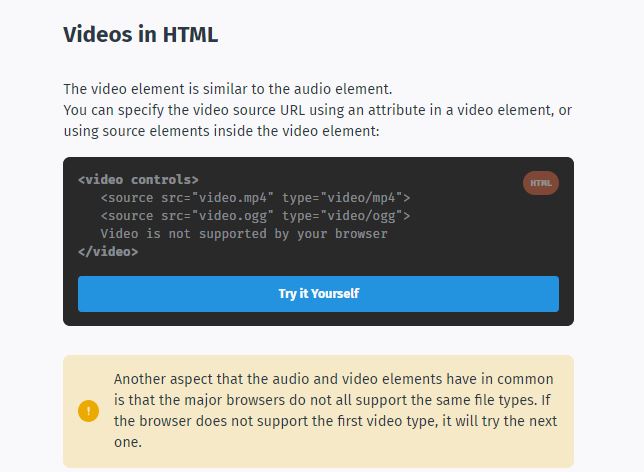 Videos in HTML
The video element is similar to the audio element.
You can specify the video source URL using an attribute in a video element, or
using source elements inside the video element:
<video controls>
HTML
<source src="video.mp4" type="video/mp4">
<source src="video.ogg" type="video/ogg">
Video is not supported by your browser
</video>
Try it Yourself
Another aspect that the audio and video elements have in common
is that the major browsers do not all support the same file types. If
the browser does not support the first video type, it will try the next
one.